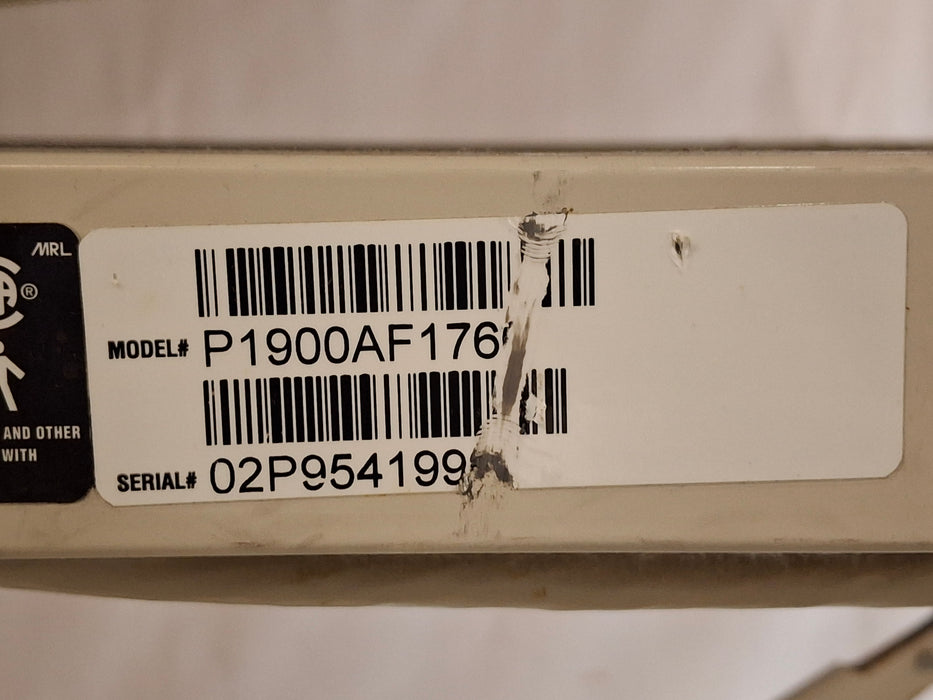 MRL
®
AND OTHER
WITH
MODEL# P1900AF176
SERIAL# 02P954199